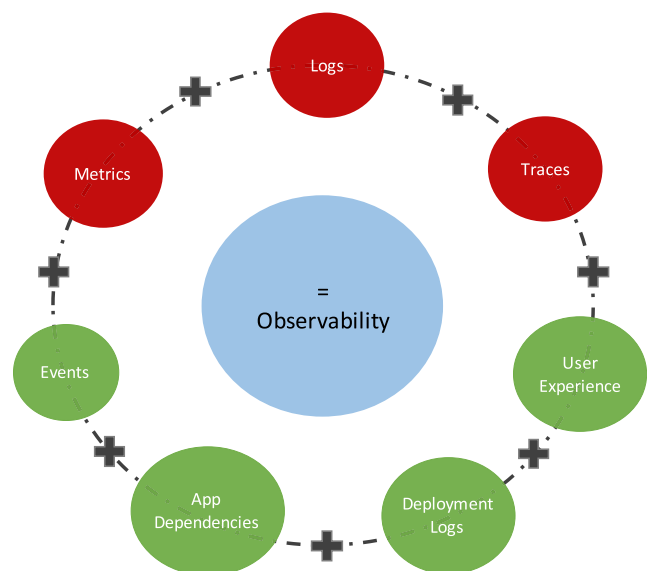 Logs
Metrics
Traces
=
Observability
Events
User
Experience
App
Dependencies
Deployment
Logs